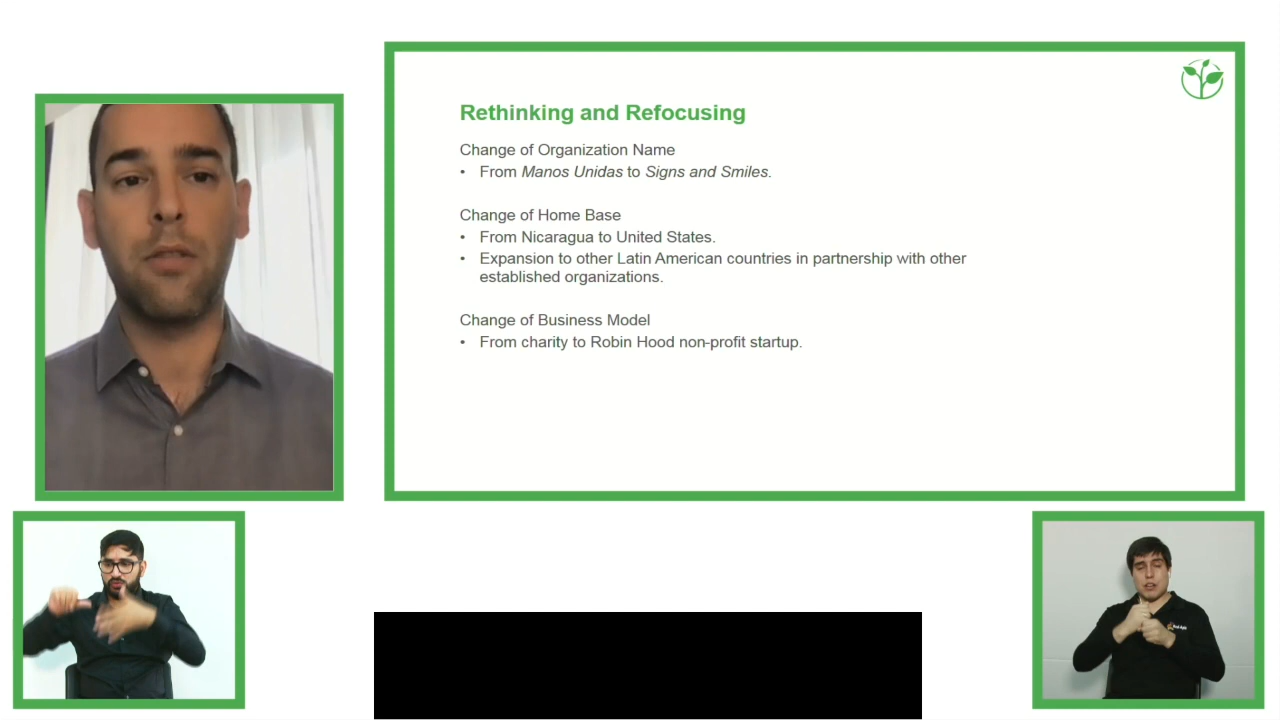 Rethinking and Refocusing
Change of Organization Name
• From Manos Unidas to Signs and Smiles.
Change of Home Base
• From Nicaragua to United States.
• Expansion to other Latin American countries in partnership with other
established organizations.
Change of Business Model
• From charity to Robin Hood non-profit startup.